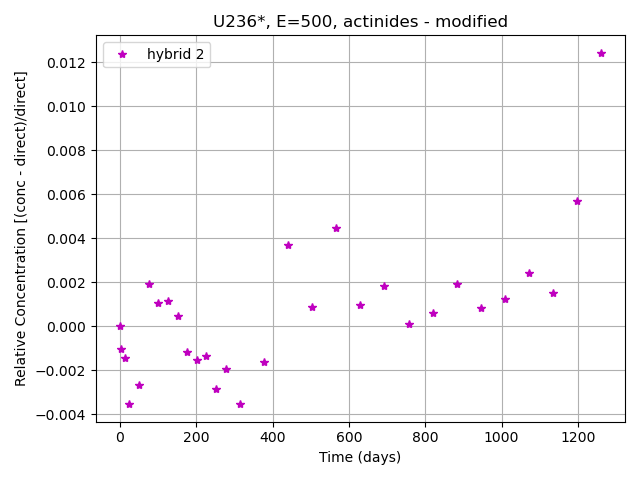 U236*, E=500, actinides - modified
hybrid 2
Relative Concentration [(conc - direct)/direct]
0.012
0.010
0.008
0.006
0.004
0.002
0.000
−0.002
−0.004
0 200 400 600 800 1000 1200
Time (days)